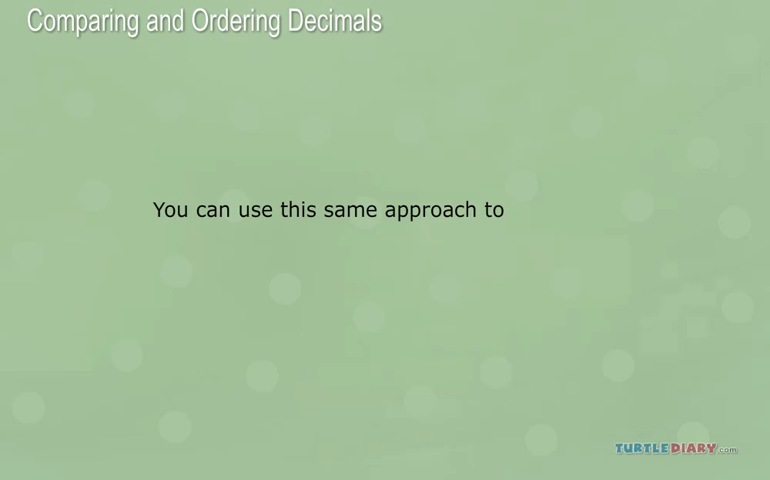 Comparing and Ordering Decimals
You can use this same approach to
TURTLEDIARY.com